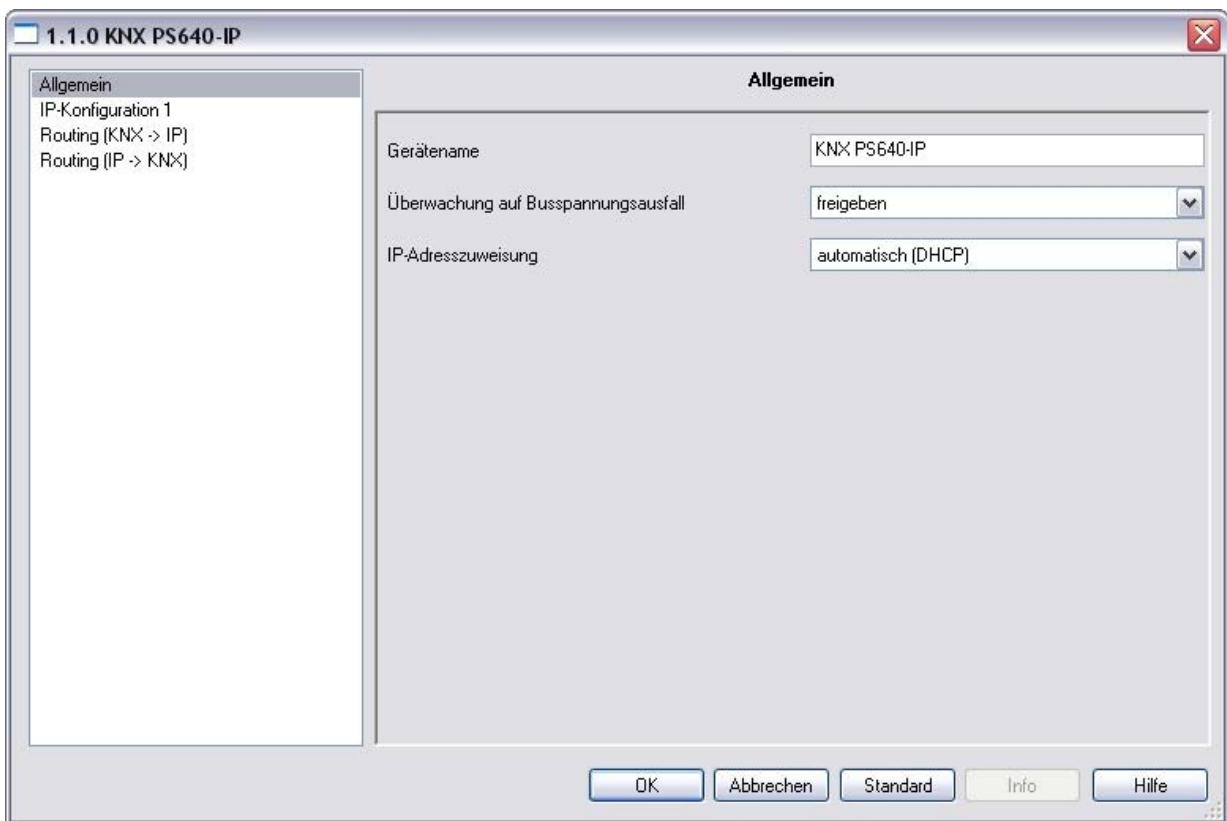 1.1.0 KNX PS640-IP
Allgemein
IP-Konfiguration 1
Routing (KNX -> IP)
Routing (IP -> KNX)
Allgemein
Gerätename
KNX PS640-IP
Überwachung auf Busspannungsausfall
freigeben
IP-Adresszuweisung
automatisch (DHCP)
OK
Abbrechen
Standard
Info
Hilfe